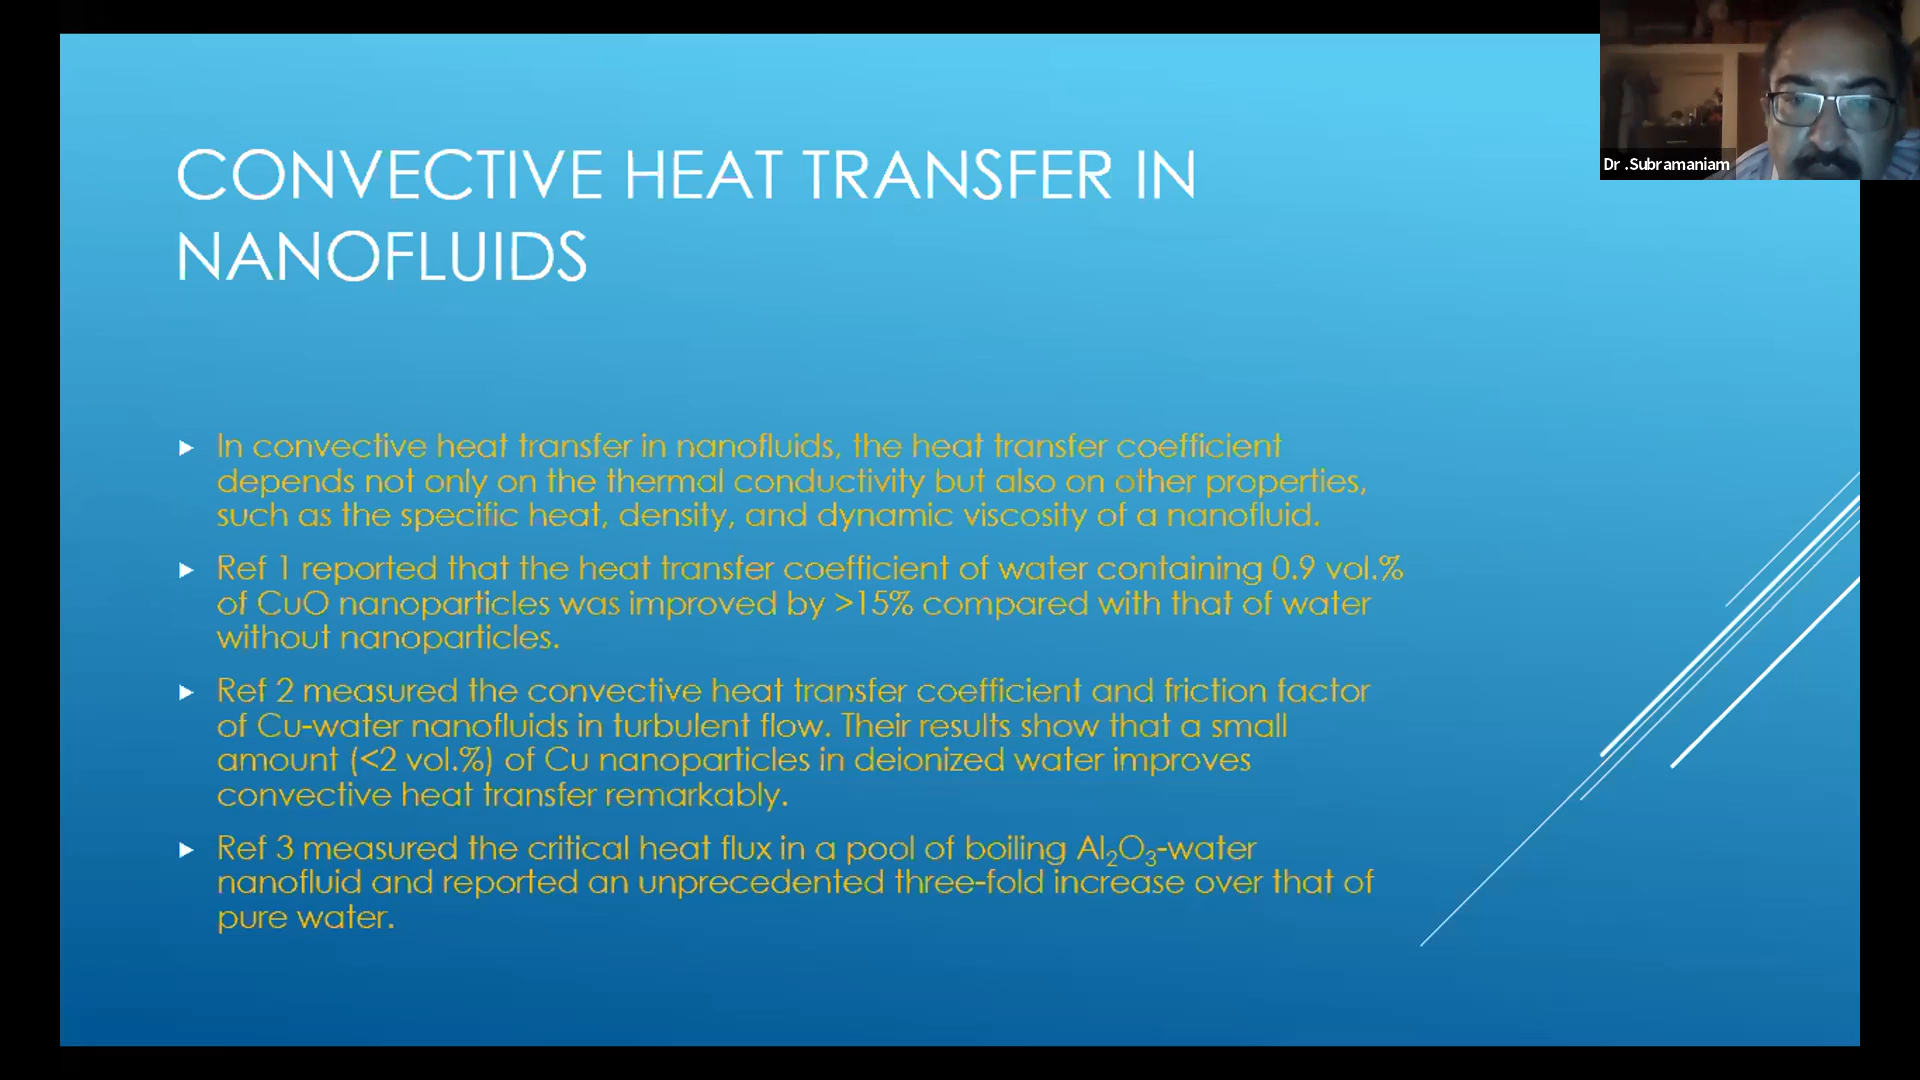 Dr .Subramaniam
CONVECTIVE HEAT TRANSFER IN
NANOFLUIDS
In convective heat transfer in nanofluids, the heat transfer coefficient
depends not only on the thermal conductivity but also on other properties,
such as the specific heat, density, and dynamic viscosity of a nanofluid.
Ref 1 reported that the heat transfer coefficient of water containing 0.9 vol.%
of CuO nanoparticles was improved by >15% compared with that of water
without nanoparticles.
Ref 2 measured the convective heat transfer coefficient and friction factor
of Cu-water nanofluids in turbulent flow. Their results show that a small
amount (<2 vol.%) of Cu nanoparticles in deionized water improves
convective heat transfer remarkably.
Ref 3 measured the critical heat flux in a pool of boiling Al₂O₃-water
nanofluid and reported an unprecedented three-fold increase over that of
pure water.